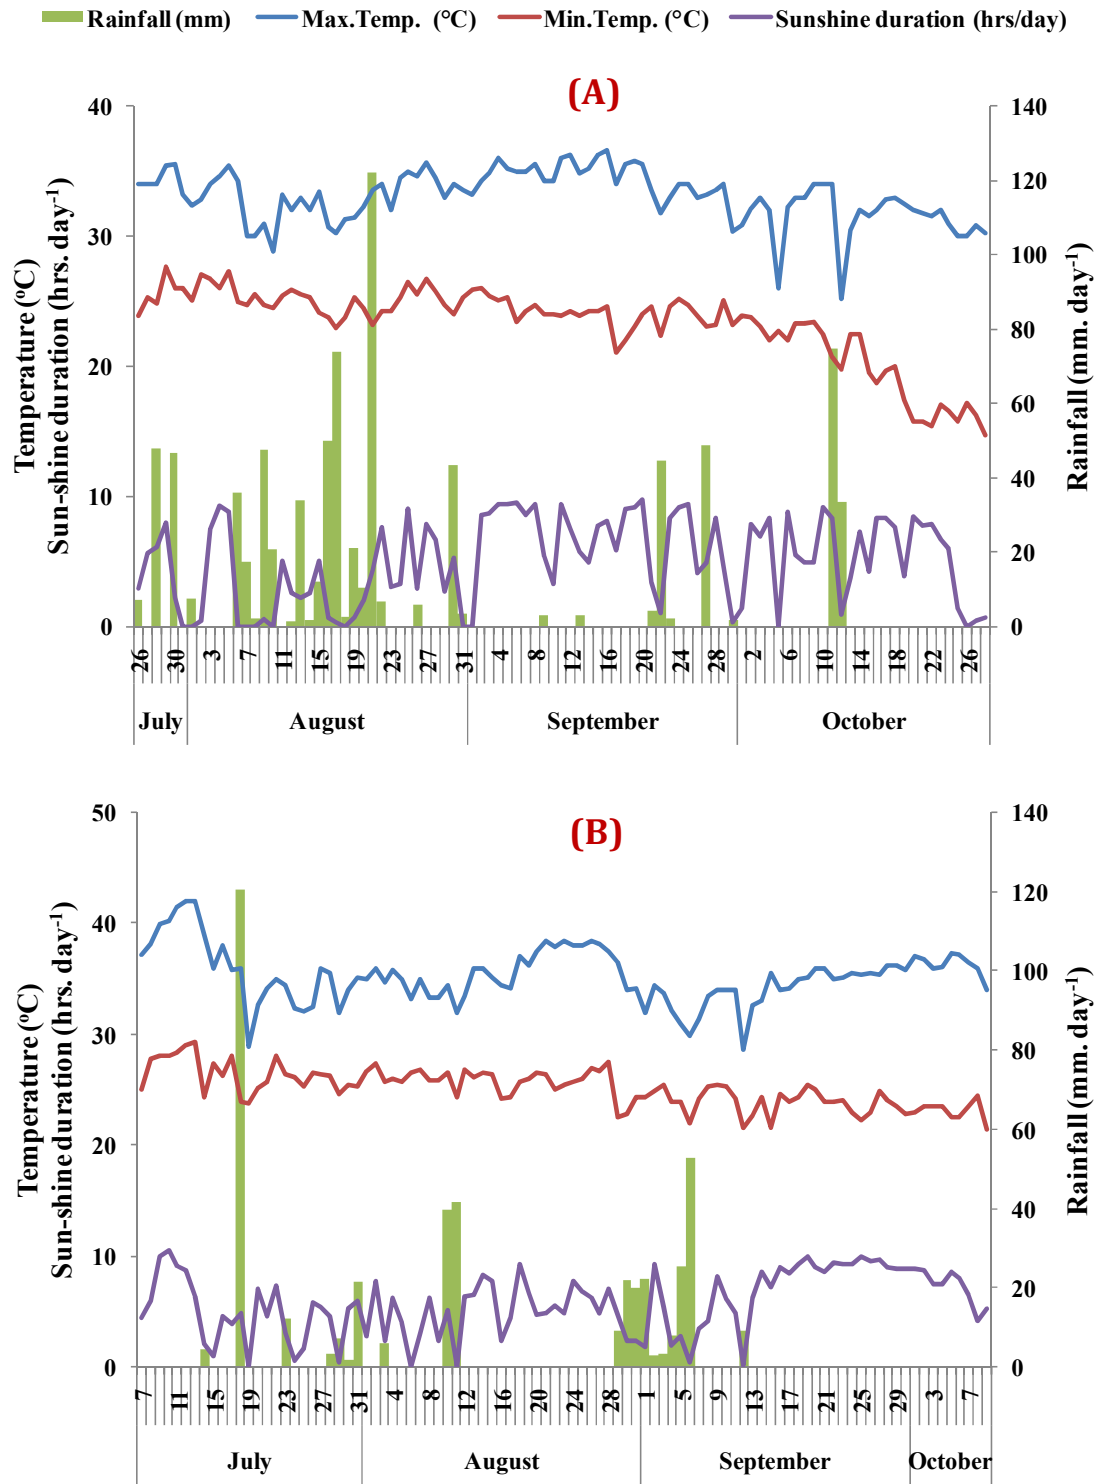 Rainfall (mm) Max.Temp. (°C) Min.Temp. (°C) Sunshine duration (hrs/day)
(A)
Temperature (°C)
Sun-shine duration (hrs. day-1)
40
30
20
10
0
Rainfall (mm. day-1)
140
120
100
80
60
40
20
0
26 30 3 7 11 15 19 23 27 31 4 8 12 16 20 24 28 2 6 10 14 18 22 26
July August September October
(B)
Temperature (°C)
Sun-shine duration (hrs. day-1)
50
40
30
20
10
0
Rainfall (mm. day-1)
140
120
100
80
60
40
20
0
7 11 15 19 23 27 31 4 8 12 16 20 24 28 1 5 9 13 17 21 25 29 3 7
July August September October